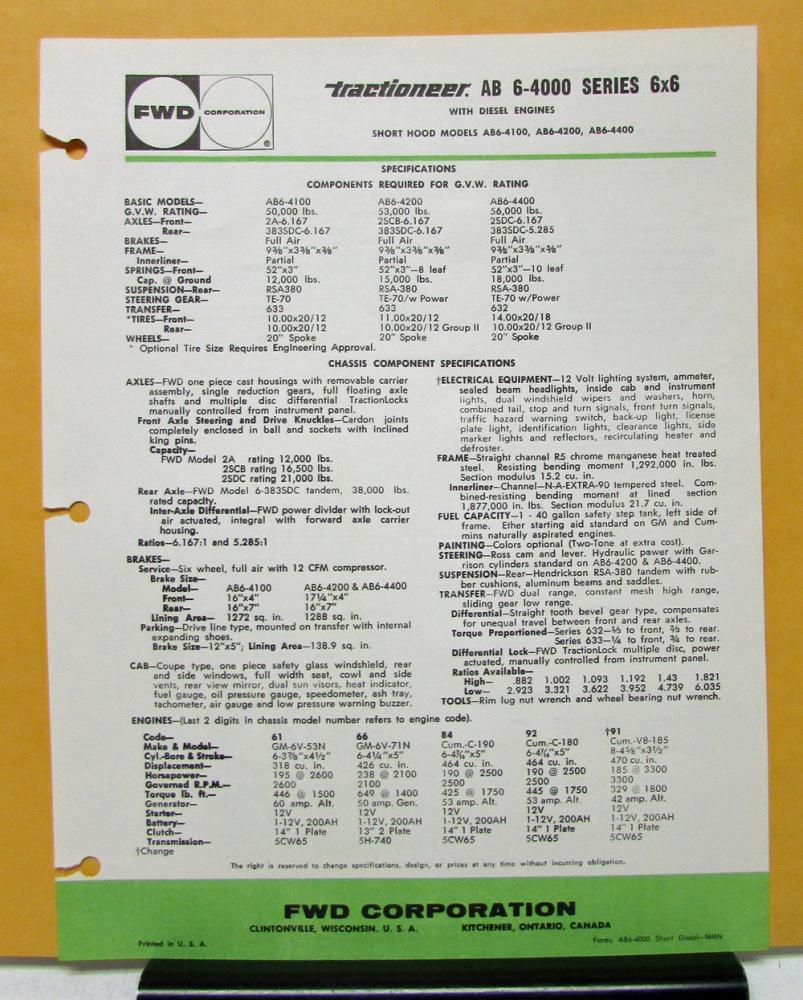 FWD CORPORATION ®
tractioneer. AB 6-4000 SERIES 6x6
WITH DIESEL ENGINES
SHORT HOOD MODELS AB6-4100, AB6-4200, AB6-4400
SPECIFICATIONS
COMPONENTS REQUIRED FOR G.V.W. RATING
BASIC MODELS— AB6-4100 AB6-4200 AB6-4400
G.V.W. RATING— 50,000 lbs. 53,000 lbs. 56,000 lbs.
AXLES—Front— 2A-6.167 2SCB-6.167 2SDC-6.167
Rear— 383SDC-6.167 383SDC-6.167 383SDC-5.285
BRAKES— Full Air Full Air Full Air
FRAME— 9⅜"x3⅜"x⅜" 9⅜"x3⅜"x⅜" 9⅜"x3⅜"x⅜"
Innerliner— Partial Partial Partial
SPRINGS—Front— 52"x3" 52"x3"—8 leaf 52"x3"—10 leaf
Cap. @ Ground 12,000 lbs. 15,000 lbs. 18,000 lbs.
SUSPENSION—Rear— RSA380 RSA-380 RSA-380
STEERING GEAR— TE-70 TE-70/w Power TE-70 w/Power
TRANSFER— 633 633 632
*TIRES—Front— 10.00x20/12 11.00x20/12 14.00x20/18
Rear— 10.00x20/12 10.00x20/12 Group II 10.00x20/12 Group II
WHEELS— 20" Spoke 20" Spoke 20" Spoke
* Optional Tire Size Requires Engineering Approval.
CHASSIS COMPONENT SPECIFICATIONS
AXLES—FWD one piece cast housings with removable carrier
assembly, single reduction gears, full floating axle
shafts and multiple disc differential TractionLocks
manually controlled from instrument panel.
Front Axle Steering and Drive Knuckles—Cardon joints
completely enclosed in ball and sockets with inclined
king pins.
Capacity—
FWD Model 2A rating 12,000 lbs.
2SCB rating 16,500 lbs.
2SDC rating 21,000 lbs.
Rear Axle—FWD Model 6-383SDC tandem, 38,000 lbs.
rated capacity.
Inter-Axle Differential—FWD power divider with lock-out
air actuated, integral with forward axle carrier
housing.
Ratios—6.167:1 and 5.285:1
BRAKES—
Service—Six wheel, full air with 12 CFM compressor.
Brake Size—
Model— AB6-4100 AB6-4200 & AB6-4400
Front— 16"x4" 17¼"x4"
Rear— 16"x7" 16"x7"
Lining Area— 1272 sq. in. 1288 sq. in.
Parking—Drive line type, mounted on transfer with internal
expanding shoes.
Brake Size—12"x5"; Lining Area—138.9 sq. in.
CAB—Coupe type, one piece safety glass windshield, rear
and side windows, full width seat, cowl and side
vents, rear view mirror, dual sun visors, heat indicator,
fuel gauge, oil pressure gauge, speedometer, ash tray,
tachometer, air gauge and low pressure warning buzzer.
†ELECTRICAL EQUIPMENT—12 Volt lighting system, ammeter,
sealed beam headlights, inside cab and instrument
lights, dual windshield wipers and washers, horn,
combined tail, stop and turn signals, front turn signals,
traffic hazard warning switch, back-up light, license
plate light, identification lights, clearance lights, side
marker lights and reflectors, recirculating heater and
defroster.
FRAME—Straight channel R5 chrome manganese heat treated
steel. Resisting bending moment 1,292,000 in. lbs.
Section modulus 15.2 cu. in.
Innerliner—Channel—N-A-EXTRA-90 tempered steel. Com-
bined-resisting bending moment at lined section
1,877,000 in. lbs. Section modulus 21.7 cu. in.
FUEL CAPACITY—1 - 40 gallon safety step tank, left side of
frame. Ether starting aid standard on GM and Cum-
mins naturally aspirated engines.
PAINTING—Colors optional (Two-Tone at extra cost).
STEERING—Ross cam and lever. Hydraulic power with Gar-
rison cylinders standard on AB6-4200 & AB6-4400.
SUSPENSION—Rear—Hendrickson RSA-380 tandem with rub-
ber cushions, aluminum beams and saddles.
TRANSFER—FWD dual range, constant mesh high range,
sliding gear low range.
Differential—Straight tooth bevel gear type, compensates
for unequal travel between front and rear axles.
Torque Proportioned—Series 632—⅓ to front, ⅔ to rear.
Series 633—¼ to front, ¾ to rear.
Differential Lock—FWD TractionLock multiple disc, power
actuated, manually controlled from instrument panel.
Ratios Available—
High— .882 1.002 1.093 1.192 1.43 1.821
Low— 2.923 3.321 3.622 3.952 4.739 6.035
TOOLS—Rim lug nut wrench and wheel bearing nut wrench.
ENGINES—(Last 2 digits in chassis model number refers to engine code).
Code— 61 66 84 92 †91
Make & Model— GM-6V-53N GM-6V-71N Cum.-C-190 Cum.-C-180 Cum.-V8-185
Cyl.-Bore & Stroke— 6-3⅞"x4½" 6-4¼"x5" 6-4⁷⁄₁₆"x5" 6-4⁷⁄₁₆"x5" 8-4⅝"x3½"
Displacement— 318 cu. in. 426 cu. in. 464 cu. in. 464 cu. in. 470 cu. in.
Horsepower— 195 @ 2600 238 @ 2100 190 @ 2500 190 @ 2500 185 @ 3300
Governed R.P.M.— 2600 2100 2500 2500 3300
Torque lb. ft.— 446 @ 1500 649 @ 1400 425 @ 1750 445 @ 1750 329 @ 1800
Generator— 60 amp. Alt. 50 amp. Gen. 53 amp. Alt. 53 amp. Alt. 42 amp. Alt.
Starter— 12V 12V 12V 12V 12V
Battery— 1-12V, 200AH 1-12V, 200AH 1-12V, 200AH 1-12V, 200AH 1-12V, 200AH
Clutch— 14" 1 Plate 13" 2 Plate 14" 1 Plate 14" 1 Plate 14" 1 Plate
Transmission— 5CW65 5H-740 5CW65 5CW65 5CW65
†Change
The right is reserved to change specifications, design, or prices at any time without incurring obligation.
FWD CORPORATION
CLINTONVILLE, WISCONSIN. U. S. A. KITCHENER, ONTARIO, CANADA
Printed in U. S. A. Form: AB6-4000 Short Diesel—NMN